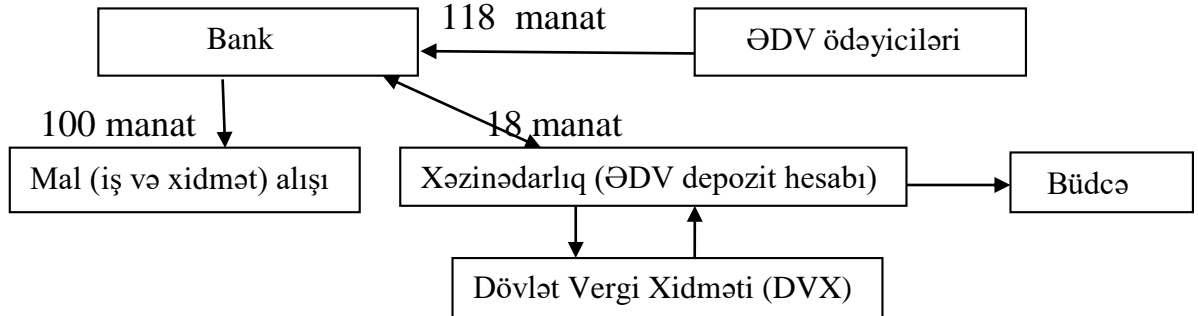 118 manat
Bank
ƏDV ödəyiciləri
100 manat
18 manat
Mal (iş və xidmət) alışı
Xəzinədarlıq (ƏDV depozit hesabı)
Büdcə
Dövlət Vergi Xidməti (DVX)